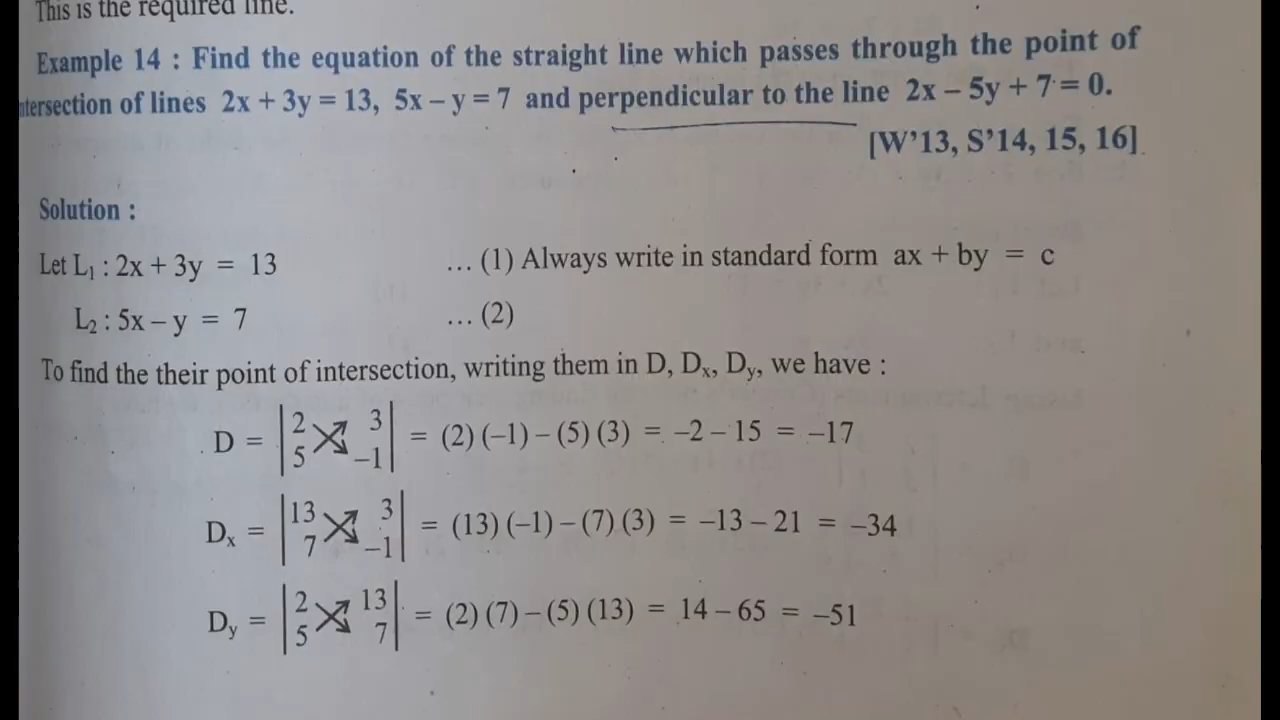 This is the required line.
Example 14 : Find the equation of the straight line which passes through the point of
ntersection of lines 2x + 3y = 13, 5x – y = 7 and perpendicular to the line 2x – 5y + 7 = 0.
[W’13, S’14, 15, 16]
Solution :
Let L₁ : 2x + 3y = 13 ... (1) Always write in standard form ax + by = c
L₂ : 5x – y = 7 ... (2)
To find the their point of intersection, writing them in D, Dₓ, Dy, we have :
D = |2 3; 5 –1| = (2) (–1) – (5) (3) = –2 – 15 = –17
Dₓ = |13 3; 7 –1| = (13) (–1) – (7) (3) = –13 – 21 = –34
Dy = |2 13; 5 7| = (2) (7) – (5) (13) = 14 – 65 = –51